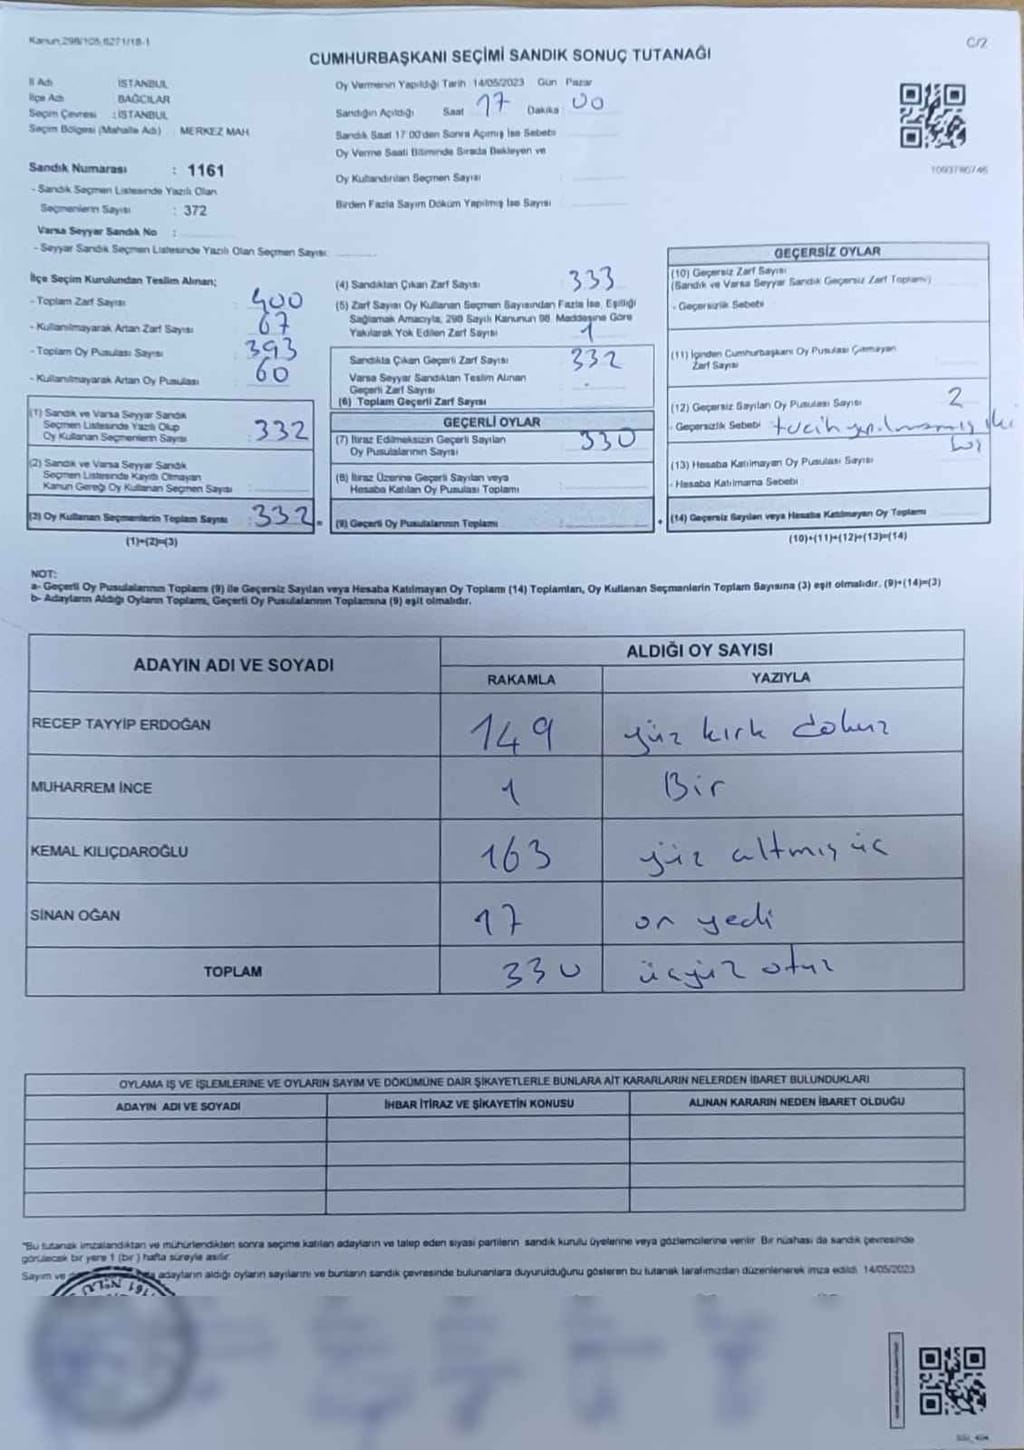 Kanun:298/105,6271/18-1
C/2
CUMHURBAŞKANI SEÇİMİ SANDIK SONUÇ TUTANAĞI
İl Adı İSTANBUL
İlçe Adı BAĞCILAR
Seçim Çevresi : İSTANBUL
Seçim Bölgesi (Mahalle Adı) : MERKEZ MAH.
Sandık Numarası : 1161
- Sandık Seçmen Listesinde Yazılı Olan
Seçmenlerin Sayısı : 372
Varsa Seyyar Sandık No :
- Seyyar Sandık Seçmen Listesinde Yazılı Olan Seçmen Sayısı:
Oy Vermenin Yapıldığı Tarih :14/05/2023 Gün : Pazar
Sandığın Açıldığı Saat 17 Dakika : 00
Sandık Saat 17:00'den Sonra Açılmış İse Sebebi
Oy Verme Saati Bitiminde Sırada Bekleyen ve
Oy Kullandırılan Seçmen Sayısı
Birden Fazla Sayım Döküm Yapılmış İse Sayısı
1093786746
İlçe Seçim Kurulundan Teslim Alınan;
- Toplam Zarf Sayısı : 400
- Kullanılmayarak Artan Zarf Sayısı : 67
- Toplam Oy Pusulası Sayısı : 393
- Kullanılmayarak Artan Oy Pusulası : 60
(1) Sandık ve Varsa Seyyar Sandık
Seçmen Listesinde Yazılı Olup
Oy Kullanan Seçmenlerin Sayısı : 332
(2) Sandık ve Varsa Seyyar Sandık
Seçmen Listesinde Kayıtlı Olmayan
Kanun Gereği Oy Kullanan Seçmen Sayısı
(3) Oy Kullanan Seçmenlerin Toplam Sayısı : 332 =
(1)+(2)=(3)
(4) Sandıktan Çıkan Zarf Sayısı : 333
(5) Zarf Sayısı Oy Kullanan Seçmen Sayısından Fazla İse, Eşitliği
Sağlamak Amacıyla, 298 Sayılı Kanunun 98. Maddesine Göre
Yakılarak Yok Edilen Zarf Sayısı 1
Sandıkta Çıkan Geçerli Zarf Sayısı : 332
Varsa Seyyar Sandıktan Teslim Alınan
Geçerli Zarf Sayısı
(6) Toplam Geçerli Zarf Sayısı
GEÇERLİ OYLAR
(7) İtiraz Edilmeksizin Geçerli Sayılan : 330
Oy Pusulalarının Sayısı
(8) İtiraz Üzerine Geçerli Sayılan veya
Hesaba Katılan Oy Pusulası Toplamı
(9) Geçerli Oy Pusulalarının Toplamı +
GEÇERSİZ OYLAR
(10) Geçersiz Zarf Sayısı
(Sandık ve Varsa Seyyar Sandık Geçersiz Zarf Toplamı)
- Geçersizlik Sebebi
(11) İçinden Cumhurbaşkanı Oy Pusulası Çıkmayan
Zarf Sayısı
(12) Geçersiz Sayılan Oy Pusulası Sayısı 2
- Geçersizlik Sebebi : tercih yapılmamış iki
(13) Hesaba Katılmayan Oy Pusulası Sayısı
- Hesaba Katılmama Sebebi
(14) Geçersiz Sayılan veya Hesaba Katılmayan Oy Toplamı
(10)+(11)+(12)+(13)=(14)
NOT:
a- Geçerli Oy Pusulalarının Toplamı (9) ile Geçersiz Sayılan veya Hesaba Katılmayan Oy Toplamı (14) Toplamları, Oy Kullanan Seçmenlerin Toplam Sayısına (3) eşit olmalıdır. (9)+(14)=(3)
b- Adayların Aldığı Oyların Toplamı, Geçerli Oy Pusulalarının Toplamına (9) eşit olmalıdır.
ADAYIN ADI VE SOYADI
ALDIĞI OY SAYISI
RAKAMLA YAZIYLA
RECEP TAYYİP ERDOĞAN 149 yüz kırk dokuz
MUHARREM İNCE 1 Bir
KEMAL KILIÇDAROĞLU 163 yüz altmış üç
SİNAN OĞAN 17 on yedi
TOPLAM 330 üçyüz otuz
OYLAMA İŞ VE İŞLEMLERİNE VE OYLARIN SAYIM VE DÖKÜMÜNE DAİR ŞİKAYETLERLE BUNLARA AİT KARARLARIN NELERDEN İBARET BULUNDUKLARI
ADAYIN ADI VE SOYADI İHBAR İTİRAZ VE ŞİKAYETİN KONUSU ALINAN KARARIN NEDEN İBARET OLDUĞU
"Bu tutanak imzalandıktan ve mühürlendikten sonra seçime katılan adayların ve talep eden siyasi partilerin sandık kurulu üyelerine veya gözlemcilerine verilir. Bir nüshası da sandık çevresinde
görülecek bir yere 1 (bir ) hafta süreyle asılır.
Sayım ve adayların aldığı oyların sayılarını ve bunların sandık çevresinde bulunanlara duyurulduğunu gösteren bu tutanak tarafımızdan düzenlenerek imza edildi. 14/05/2023